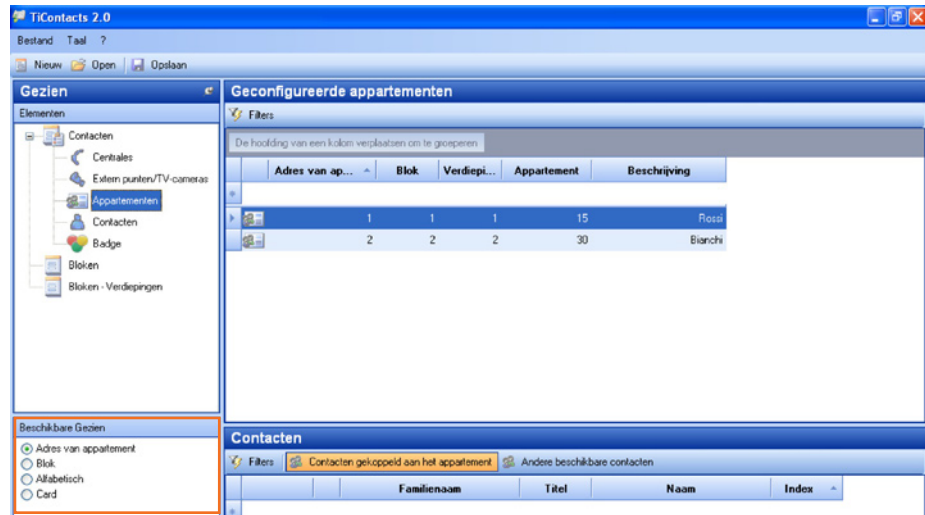 TiContacts 2.0
Bestand Taal ?
Nieuw Open Opslaan
Gezien
Elementen
Contacten
Centrales
Extern punten/TV-cameras
Appartementen
Contacten
Badge
Bloken
Bloken - Verdiepingen
Beschikbare Gezien
Adres van appartement
Blok
Alfabetisch
Card
Geconfigureerde appartementen
Filters
De hoofding van een kolom verplaatsen om te groeperen
Adres van ap... Blok Verdiepi... Appartement Beschrijving
1 1 1 15 Rossi
2 2 2 30 Bianchi
Contacten
Filters Contacten gekoppeld aan het appartement Andere beschikbare contacten
Familienaam Titel Naam Index